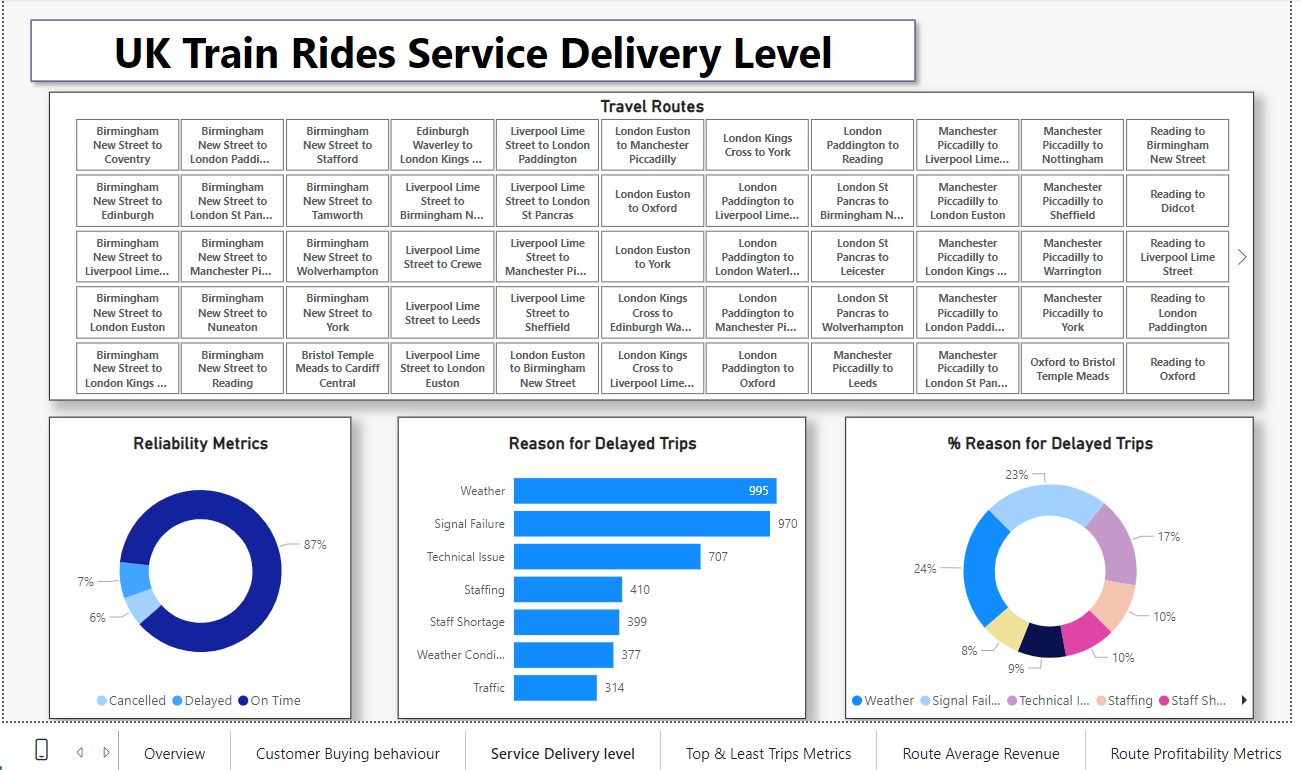 UK Train Rides Service Delivery Level
Travel Routes
Birmingham
New Street to
Coventry
Birmingham
New Street to
London Paddi...
Birmingham
New Street to
Stafford
Edinburgh
Waverley to
London Kings ...
Liverpool Lime
Street to London
Paddington
London Euston
to Manchester
Piccadilly
London Kings
Cross to York
London
Paddington to
Reading
Manchester
Piccadilly to
Liverpool Lime...
Manchester
Piccadilly to
Nottingham
Reading to
Birmingham
New Street
Birmingham
New Street to
Edinburgh
Birmingham
New Street to
London St Pan...
Birmingham
New Street to
Tamworth
Liverpool Lime
Street to
Birmingham N...
Liverpool Lime
Street to London
St Pancras
London Euston
to Oxford
London
Paddington to
Liverpool Lime...
London St
Pancras to
Birmingham N...
Manchester
Piccadilly to
London Euston
Manchester
Piccadilly to
Sheffield
Reading to
Didcot
Birmingham
New Street to
Liverpool Lime...
Birmingham
New Street to
Manchester Pi...
Birmingham
New Street to
Wolverhampton
Liverpool Lime
Street to Crewe
Liverpool Lime
Street to
Manchester Pi...
London Euston
to York
London
Paddington to
London Waterl...
London St
Pancras to
Leicester
Manchester
Piccadilly to
London Kings ...
Manchester
Piccadilly to
Warrington
Reading to
Liverpool Lime
Street
Birmingham
New Street to
London Euston
Birmingham
New Street to
Nuneaton
Birmingham
New Street to
York
Liverpool Lime
Street to Leeds
Liverpool Lime
Street to
Sheffield
London Kings
Cross to
Edinburgh Wa...
London
Paddington to
Manchester Pi...
London St
Pancras to
Wolverhampton
Manchester
Piccadilly to
London Paddi...
Manchester
Piccadilly to
York
Reading to
London
Paddington
Birmingham
New Street to
London Kings ...
Birmingham
New Street to
Reading
Bristol Temple
Meads to Cardiff
Central
Liverpool Lime
Street to London
Euston
London Euston
to Birmingham
New Street
London Kings
Cross to
Liverpool Lime...
London
Paddington to
Oxford
Manchester
Piccadilly to
Leeds
Manchester
Piccadilly to
London St Pan...
Oxford to Bristol
Temple Meads
Reading to
Oxford
Reliability Metrics
87%
7%
6%
Cancelled Delayed On Time
Reason for Delayed Trips
Weather 995
Signal Failure 970
Technical Issue 707
Staffing 410
Staff Shortage 399
Weather Condi... 377
Traffic 314
% Reason for Delayed Trips
23%
17%
24%
10%
10%
8%
9%
Weather Signal Fail... Technical I... Staffing Staff Sh...
Overview Customer Buying behaviour Service Delivery level Top & Least Trips Metrics Route Average Revenue Route Profitability Metrics